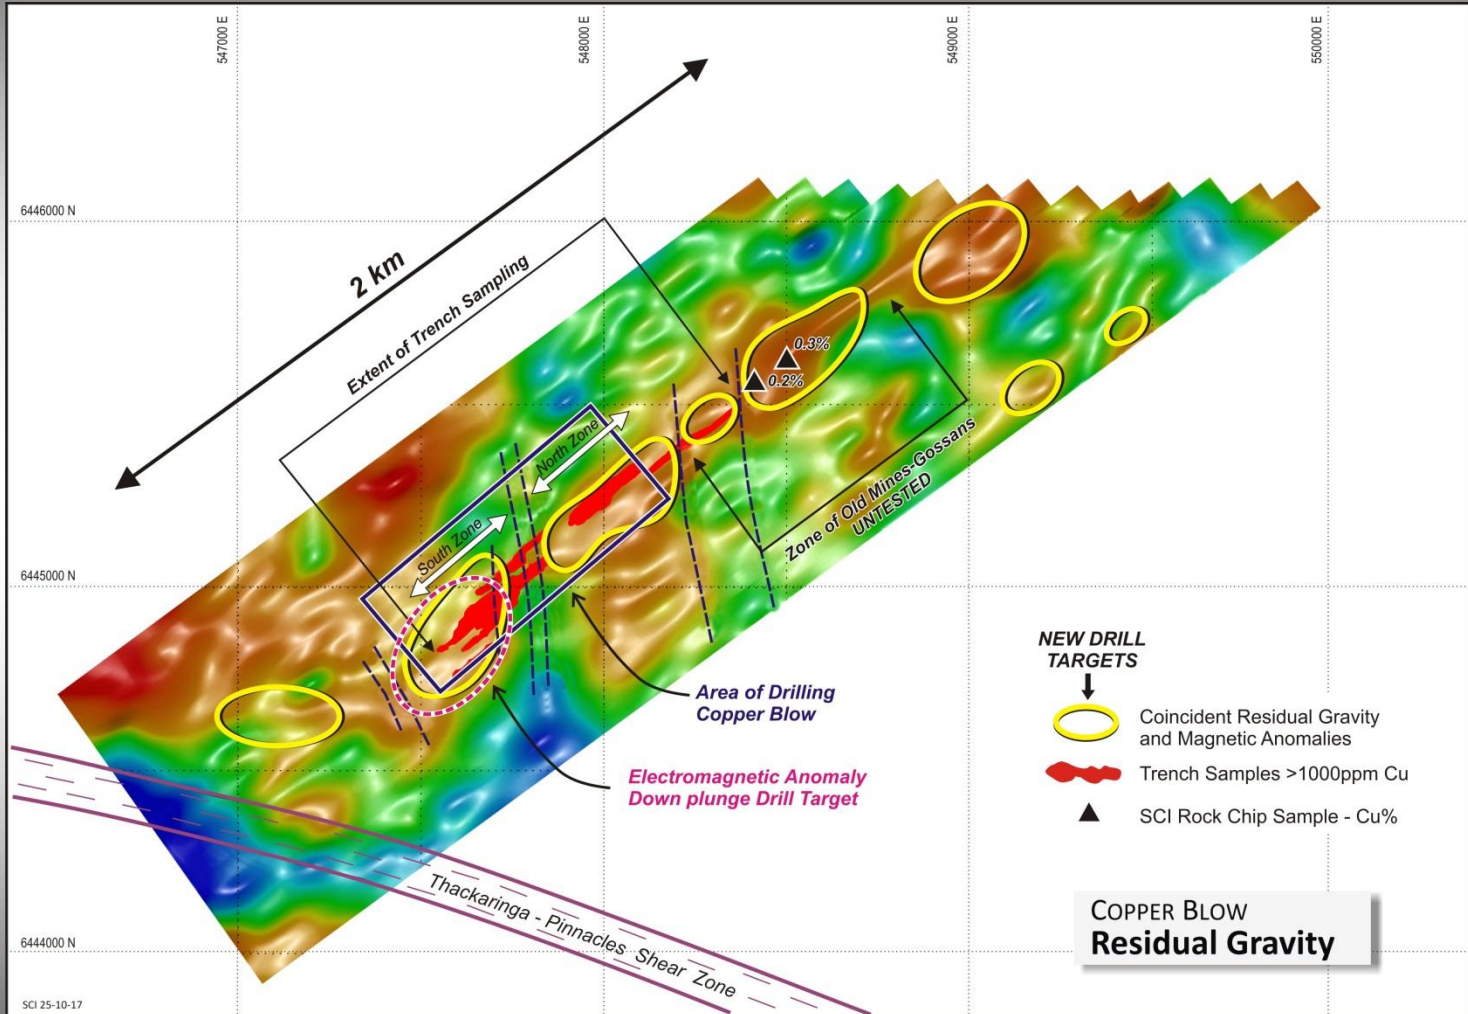 547000 E
548000 E
549000 E
550000 E
6446000 N
2 km
Extent of Trench Sampling
0.3%
0.2%
North Zone
South Zone
Zone of Old Mines-Gossans
UNTESTED
6445000 N
Area of Drilling
Copper Blow
Electromagnetic Anomaly
Down plunge Drill Target
NEW DRILL
TARGETS
Coincident Residual Gravity
and Magnetic Anomalies
Trench Samples >1000ppm Cu
SCI Rock Chip Sample - Cu%
Thackaringa - Pinnacles Shear Zone
COPPER BLOW
Residual Gravity
6444000 N
SCI 25-10-17